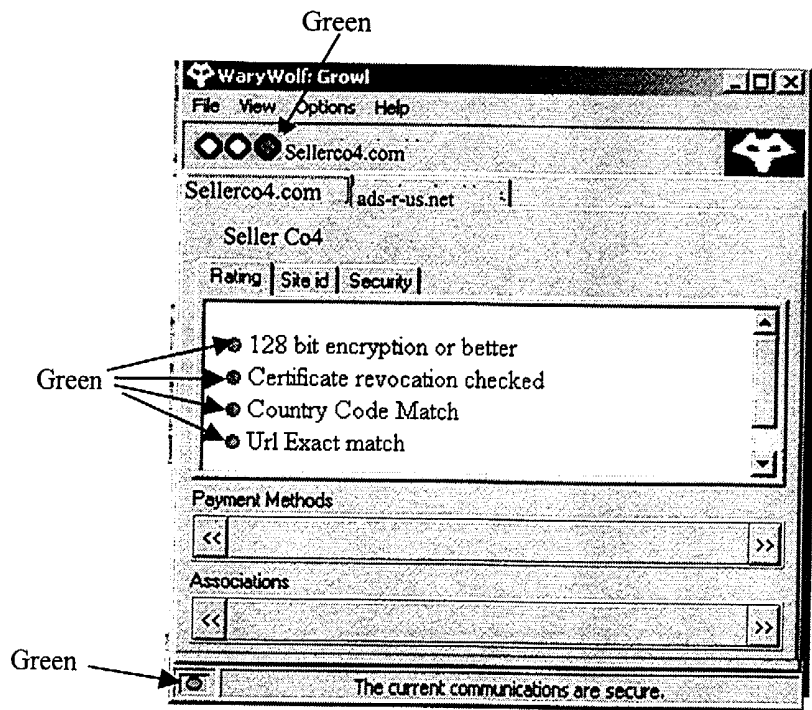 Green
WaryWolf: Growl
File View Options Help
Sellerco4.com
Sellerco4.com ads-r-us.net
Seller Co4
Rating Site id Security
128 bit encryption or better
Green
Certificate revocation checked
Country Code Match
Url Exact match
Payment Methods
<< >>
Associations
<< >>
Green
The current communications are secure.